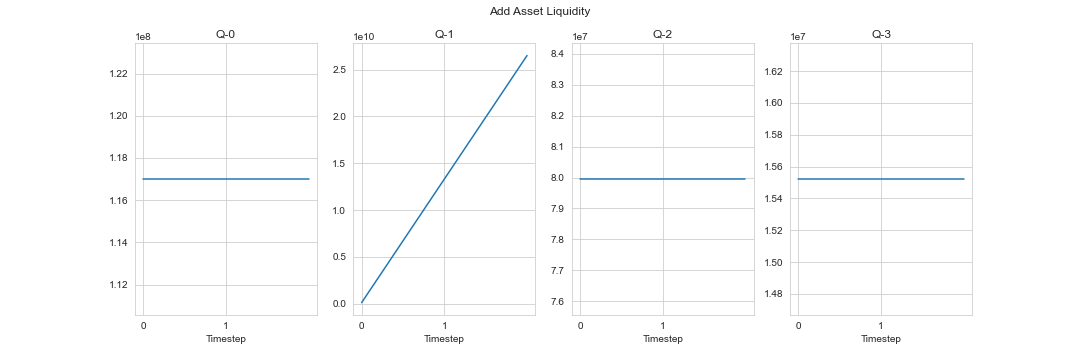 Add Asset Liquidity
Q-0
1e8
1.22
1.20
1.18
1.16
1.14
1.12
0 1
Timestep
Q-1
1e10
2.5
2.0
1.5
1.0
0.5
0.0
0 1
Timestep
Q-2
1e7
8.4
8.3
8.2
8.1
8.0
7.9
7.8
7.7
7.6
0 1
Timestep
Q-3
1e7
1.62
1.60
1.58
1.56
1.54
1.52
1.50
1.48
0 1
Timestep